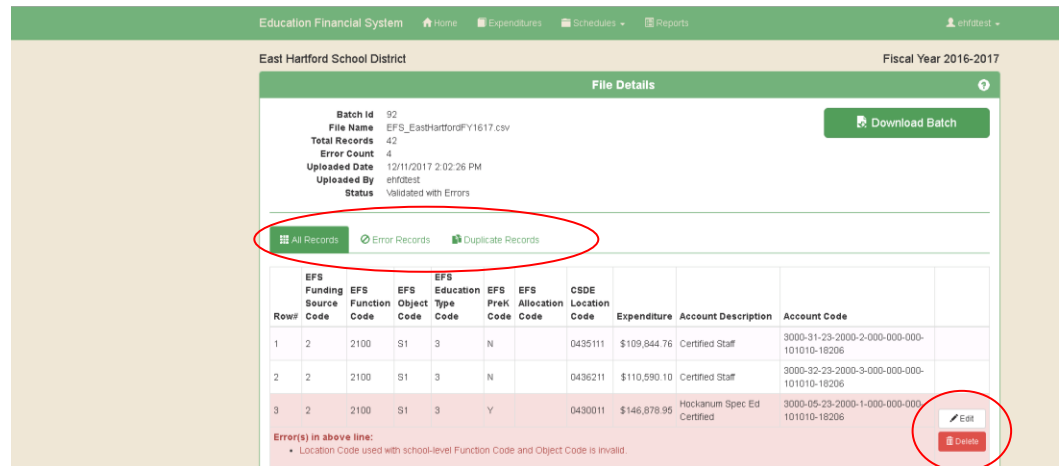 Education Financial System Home Expenditures Schedules Reports ehfdtest
East Hartford School District Fiscal Year 2016-2017
File Details
Batch Id 92
File Name EFS_EastHartfordFY1617.csv
Total Records 42
Error Count 4
Uploaded Date 12/11/2017 2:02:26 PM
Uploaded By ehfdtest
Status Validated with Errors
Download Batch
All Records Error Records Duplicate Records
Row# EFS Funding Source Code EFS Function Code EFS Object Code EFS Education Type Code EFS PreK Code EFS Allocation Code CSDE Location Code Expenditure Account Description Account Code
1 2 2100 S1 3 N 0435111 $109,844.76 Certified Staff 3000-31-23-2000-2-000-000-000-
101010-18206
2 2 2100 S1 3 N 0436211 $110,590.10 Certified Staff 3000-32-23-2000-3-000-000-000-
101010-18206
3 2 2100 S1 3 Y 0430011 $146,878.95 Hockanum Spec Ed Certified 3000-05-23-2000-1-000-000-000-
101010-18206
Edit
Delete
Error(s) in above line:
Location Code used with school-level Function Code and Object Code is invalid.